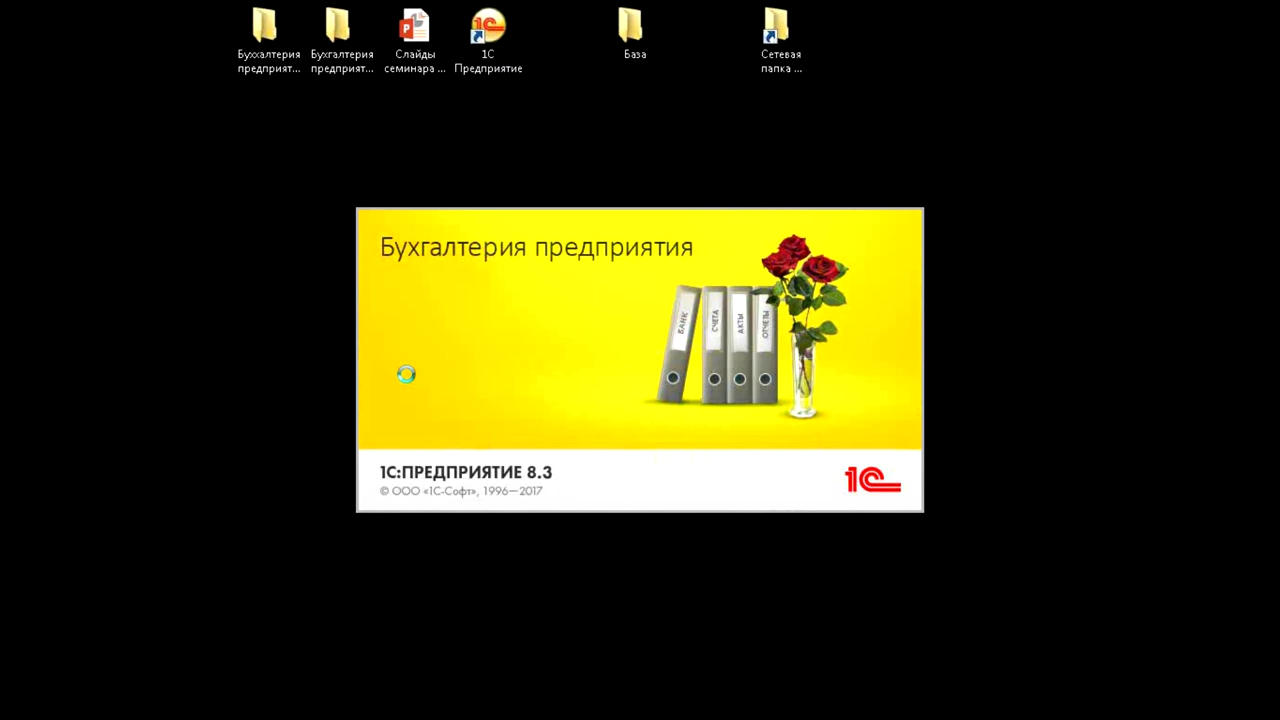 Бухгалтерия
предприят...
Бухгалтерия
предприят...
Слайды
семинара ...
1С
Предприятие
База
Сетевая
папка ...
Бухгалтерия предприятия
БАНК
СЧЕТА
АКТЫ
ОТЧЕТЫ
1С:ПРЕДПРИЯТИЕ 8.3
© ООО «1С-Софт», 1996—2017
1С